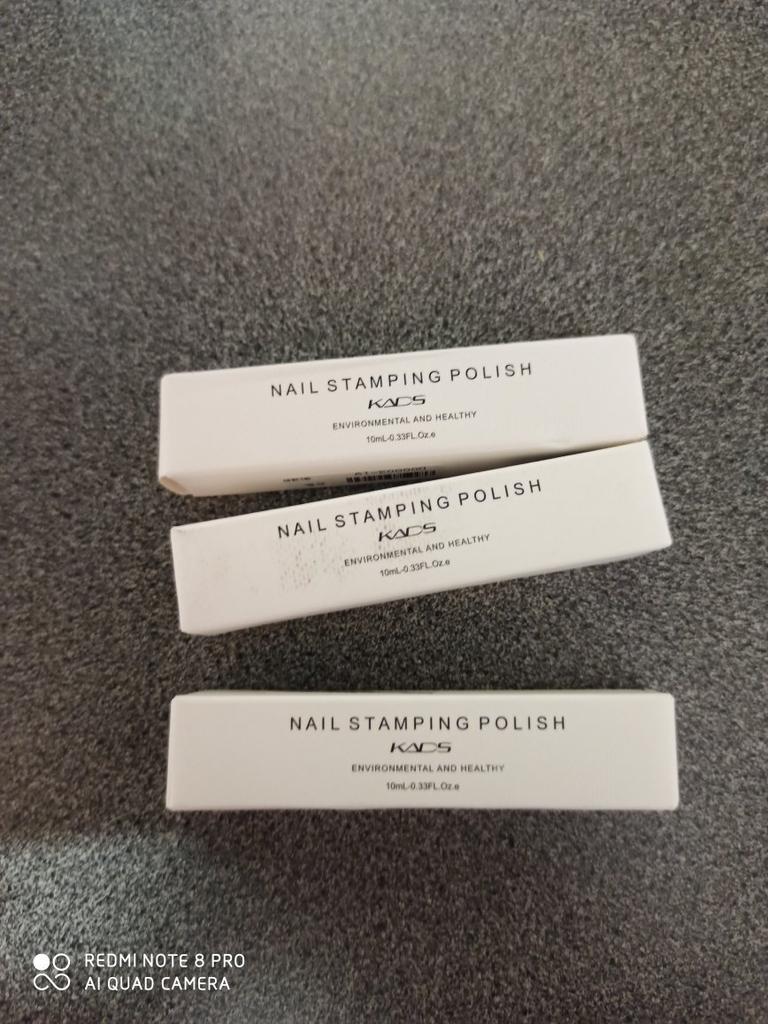 NAIL STAMPING POLISH
KADS
ENVIRONMENTAL AND HEALTHY
10mL-0.33FL.Oz.e
NAIL STAMPING POLISH
KADS
ENVIRONMENTAL AND HEALTHY
10mL-0.33FL.Oz.e
NAIL STAMPING POLISH
KADS
ENVIRONMENTAL AND HEALTHY
10mL-0.33FL.Oz.e
REDMI NOTE 8 PRO
AI QUAD CAMERA